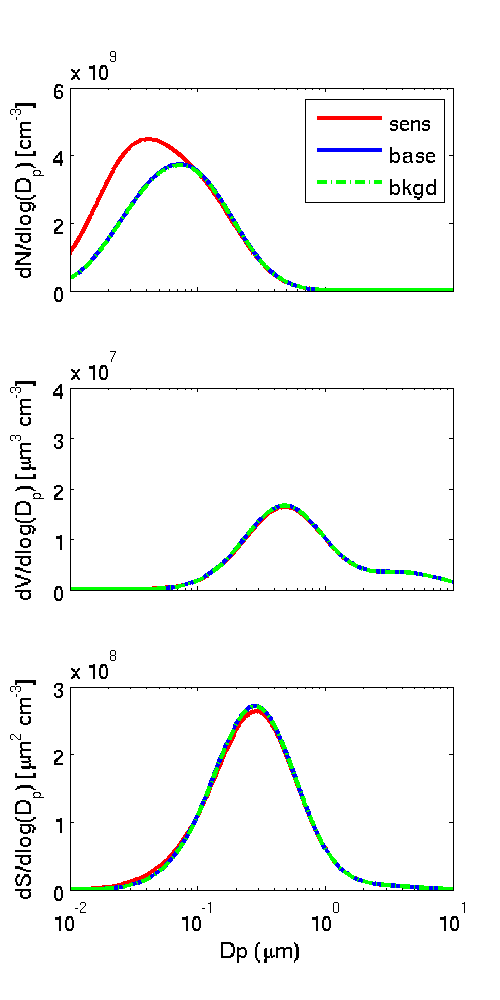 x 10^9
6
4
2
0
dN/dlog(D_p) [cm^-3]
sens
base
bkgd
x 10^7
4
3
2
1
0
dV/dlog(D_p) [μm^3 cm^-3]
x 10^8
3
2
1
0
dS/dlog(D_p) [μm^2 cm^-3]
10^-2 10^-1 10^0 10^1
Dp (μm)